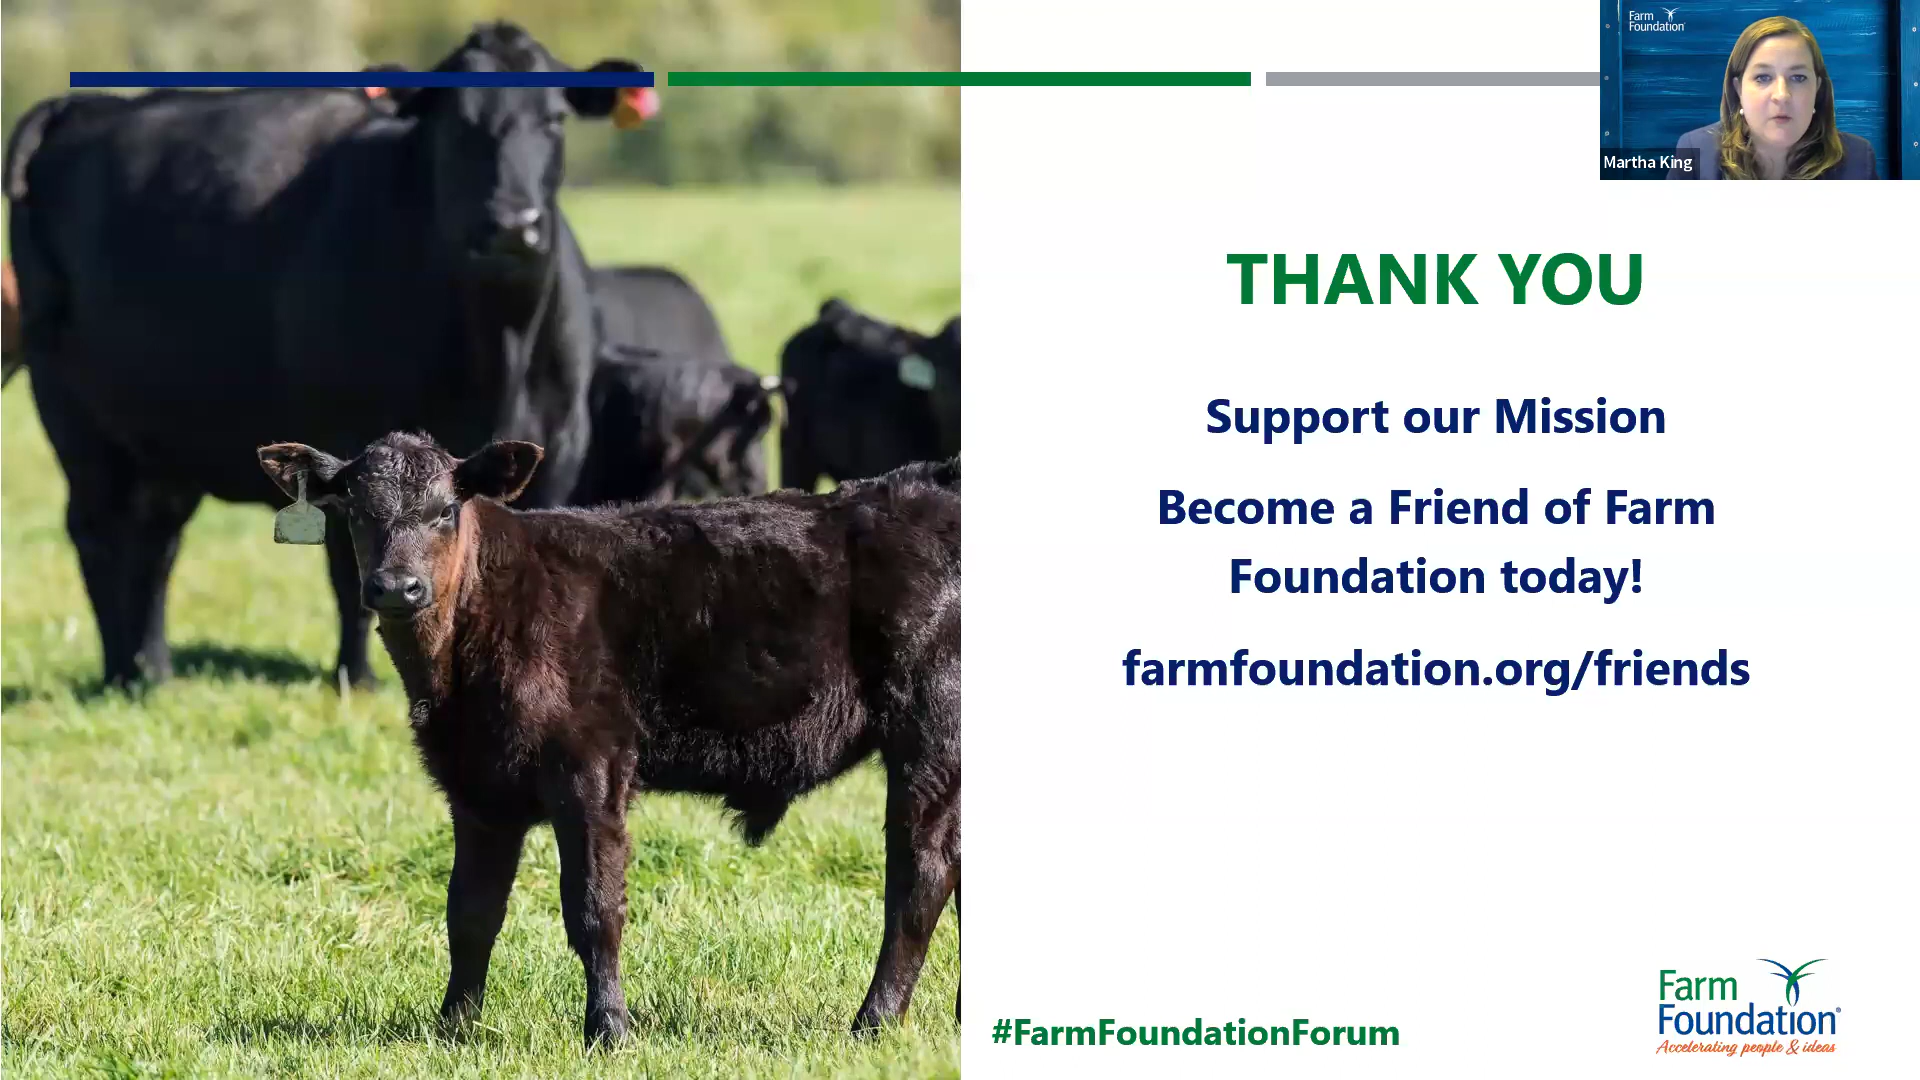 Farm
Foundation
Martha King
THANK YOU
Support our Mission
Become a Friend of Farm
Foundation today!
farmfoundation.org/friends
#FarmFoundationForum
Farm
Foundation®
Accelerating people & ideas